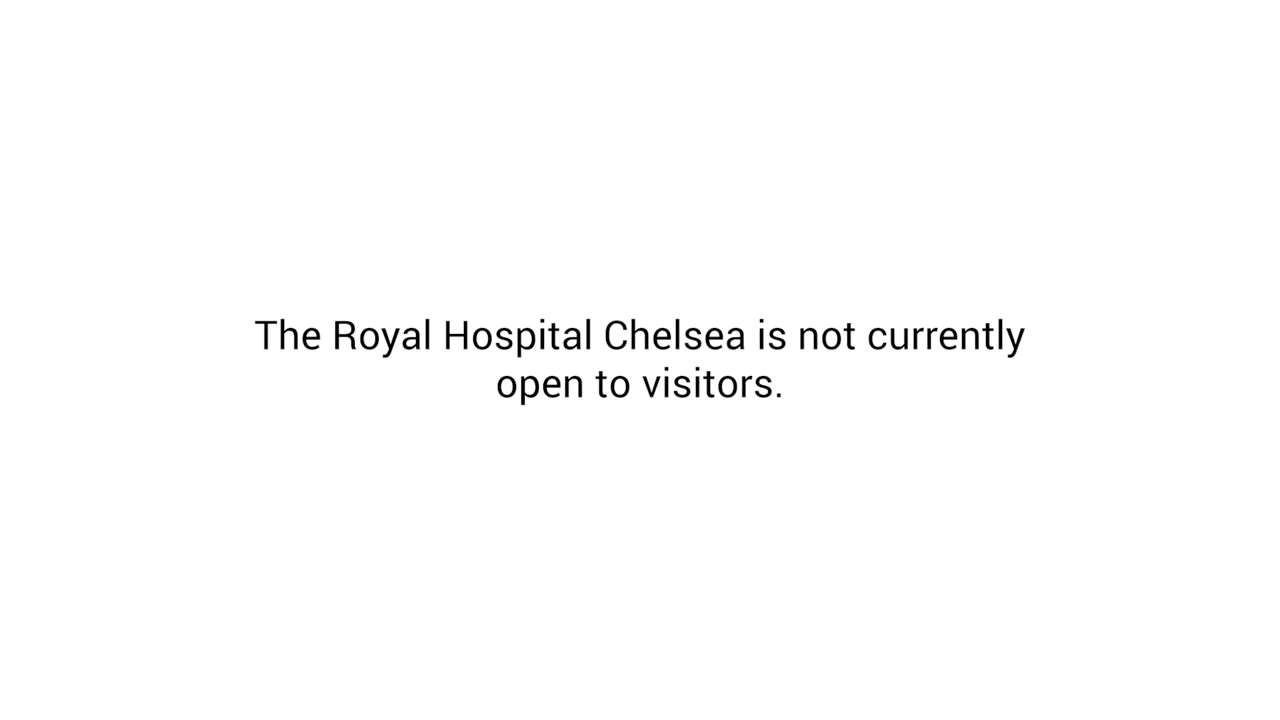 The Royal Hospital Chelsea is not currently
open to visitors.